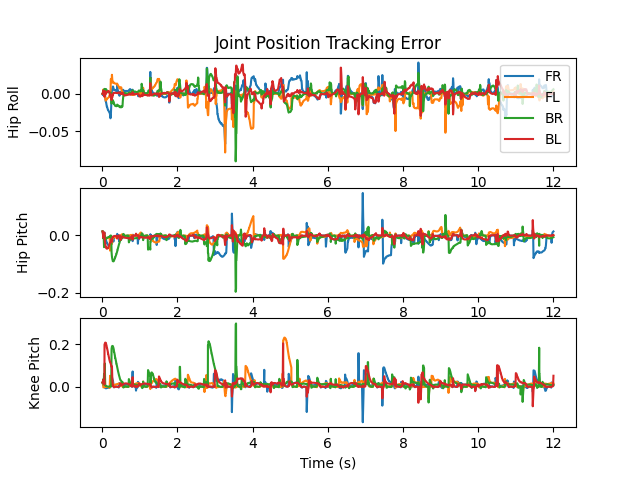 Joint Position Tracking Error
Hip Roll
0.00
−0.05
FR
FL
BR
BL
0 2 4 6 8 10 12
Hip Pitch
0.0
−0.2
0 2 4 6 8 10 12
Knee Pitch
0.2
0.0
0 2 4 6 8 10 12
Time (s)